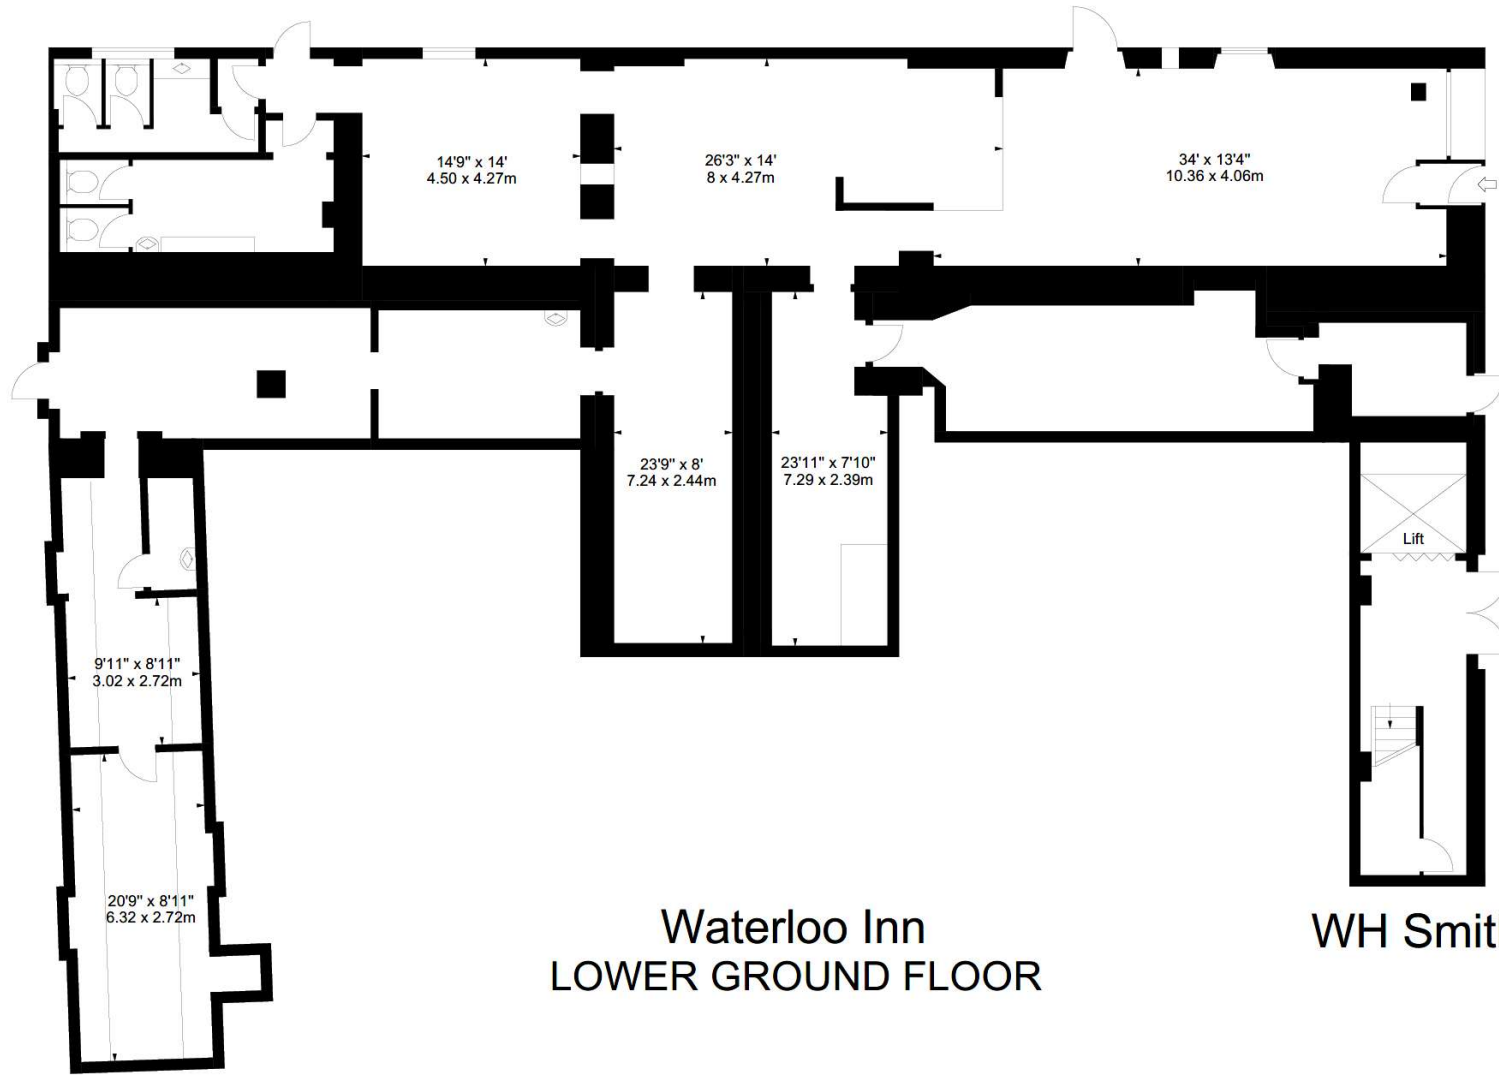 14'9" x 14'
4.50 x 4.27m
26'3" x 14'
8 x 4.27m
34' x 13'4"
10.36 x 4.06m
23'9" x 8'
7.24 x 2.44m
23'11" x 7'10"
7.29 x 2.39m
Lift
9'11" x 8'11"
3.02 x 2.72m
20'9" x 8'11"
6.32 x 2.72m
Waterloo Inn
LOWER GROUND FLOOR
WH Smit